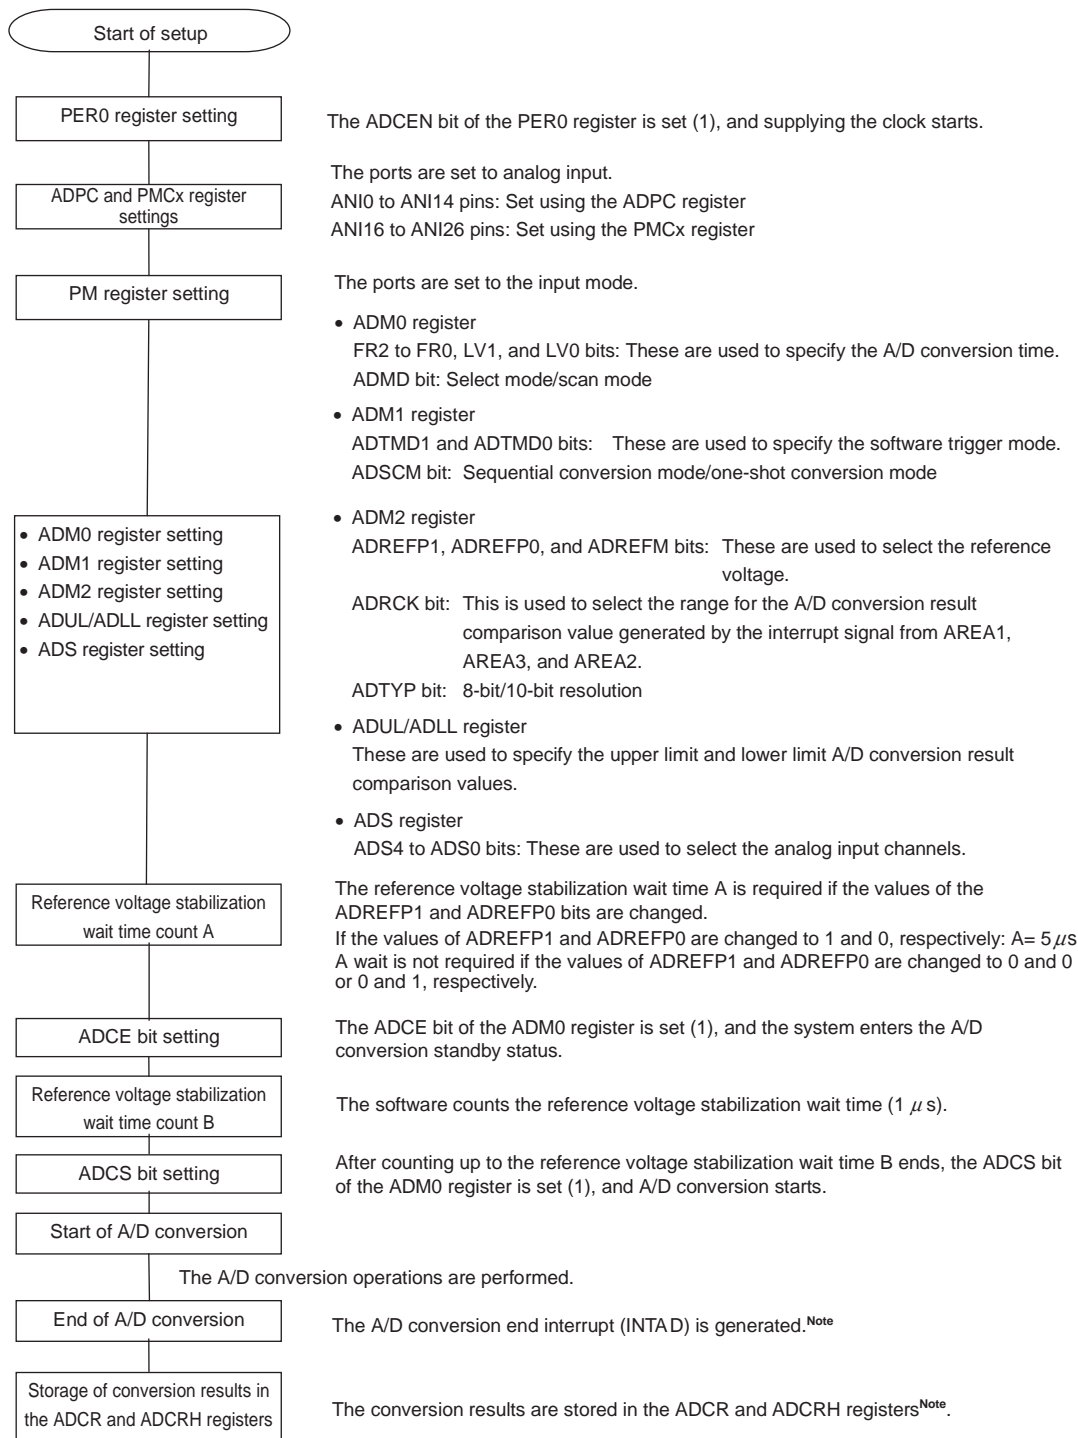 Start of setup
PER0 register setting
The ADCEN bit of the PER0 register is set (1), and supplying the clock starts.
ADPC and PMCx register
settings
The ports are set to analog input.
ANI0 to ANI14 pins: Set using the ADPC register
ANI16 to ANI26 pins: Set using the PMCx register
PM register setting
The ports are set to the input mode.
• ADM0 register setting
• ADM1 register setting
• ADM2 register setting
• ADUL/ADLL register setting
• ADS register setting
• ADM0 register
FR2 to FR0, LV1, and LV0 bits: These are used to specify the A/D conversion time.
ADMD bit: Select mode/scan mode
• ADM1 register
ADTMD1 and ADTMD0 bits: These are used to specify the software trigger mode.
ADSCM bit: Sequential conversion mode/one-shot conversion mode
• ADM2 register
ADREFP1, ADREFP0, and ADREFM bits: These are used to select the reference
voltage.
ADRCK bit: This is used to select the range for the A/D conversion result
comparison value generated by the interrupt signal from AREA1,
AREA3, and AREA2.
ADTYP bit: 8-bit/10-bit resolution
• ADUL/ADLL register
These are used to specify the upper limit and lower limit A/D conversion result
comparison values.
• ADS register
ADS4 to ADS0 bits: These are used to select the analog input channels.
Reference voltage stabilization
wait time count A
The reference voltage stabilization wait time A is required if the values of the
ADREFP1 and ADREFP0 bits are changed.
If the values of ADREFP1 and ADREFP0 are changed to 1 and 0, respectively: A= 5 μs
A wait is not required if the values of ADREFP1 and ADREFP0 are changed to 0 and 0
or 0 and 1, respectively.
ADCE bit setting
The ADCE bit of the ADM0 register is set (1), and the system enters the A/D
conversion standby status.
Reference voltage stabilization
wait time count B
The software counts the reference voltage stabilization wait time (1 μ s).
ADCS bit setting
After counting up to the reference voltage stabilization wait time B ends, the ADCS bit
of the ADM0 register is set (1), and A/D conversion starts.
Start of A/D conversion
The A/D conversion operations are performed.
End of A/D conversion
The A/D conversion end interrupt (INTAD) is generated.Note
Storage of conversion results in
the ADCR and ADCRH registers
The conversion results are stored in the ADCR and ADCRH registersNote.